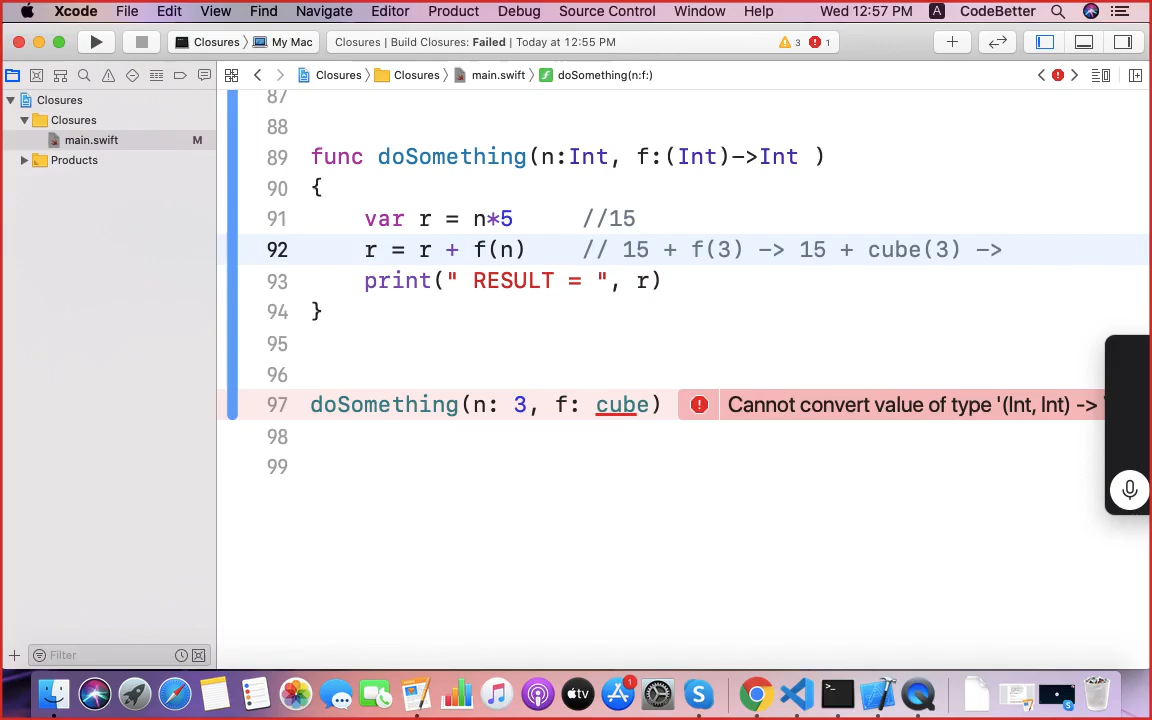 Xcode File Edit View Find Navigate Editor Product Debug Source Control Window Help Wed 12:57 PM A CodeBetter
Closures My Mac Closures | Build Closures: Failed | Today at 12:55 PM 3 1
Closures Closures main.swift doSomething(n:f:)
Closures
Closures
main.swift M
Products
87
88
89 func doSomething(n:Int, f:(Int)->Int )
90 {
91 var r = n*5 //15
92 r = r + f(n) // 15 + f(3) -> 15 + cube(3) ->
93 print(" RESULT = ", r)
94 }
95
96
97 doSomething(n: 3, f: cube) Cannot convert value of type '(Int, Int) ->
98
99
Filter
tv
1